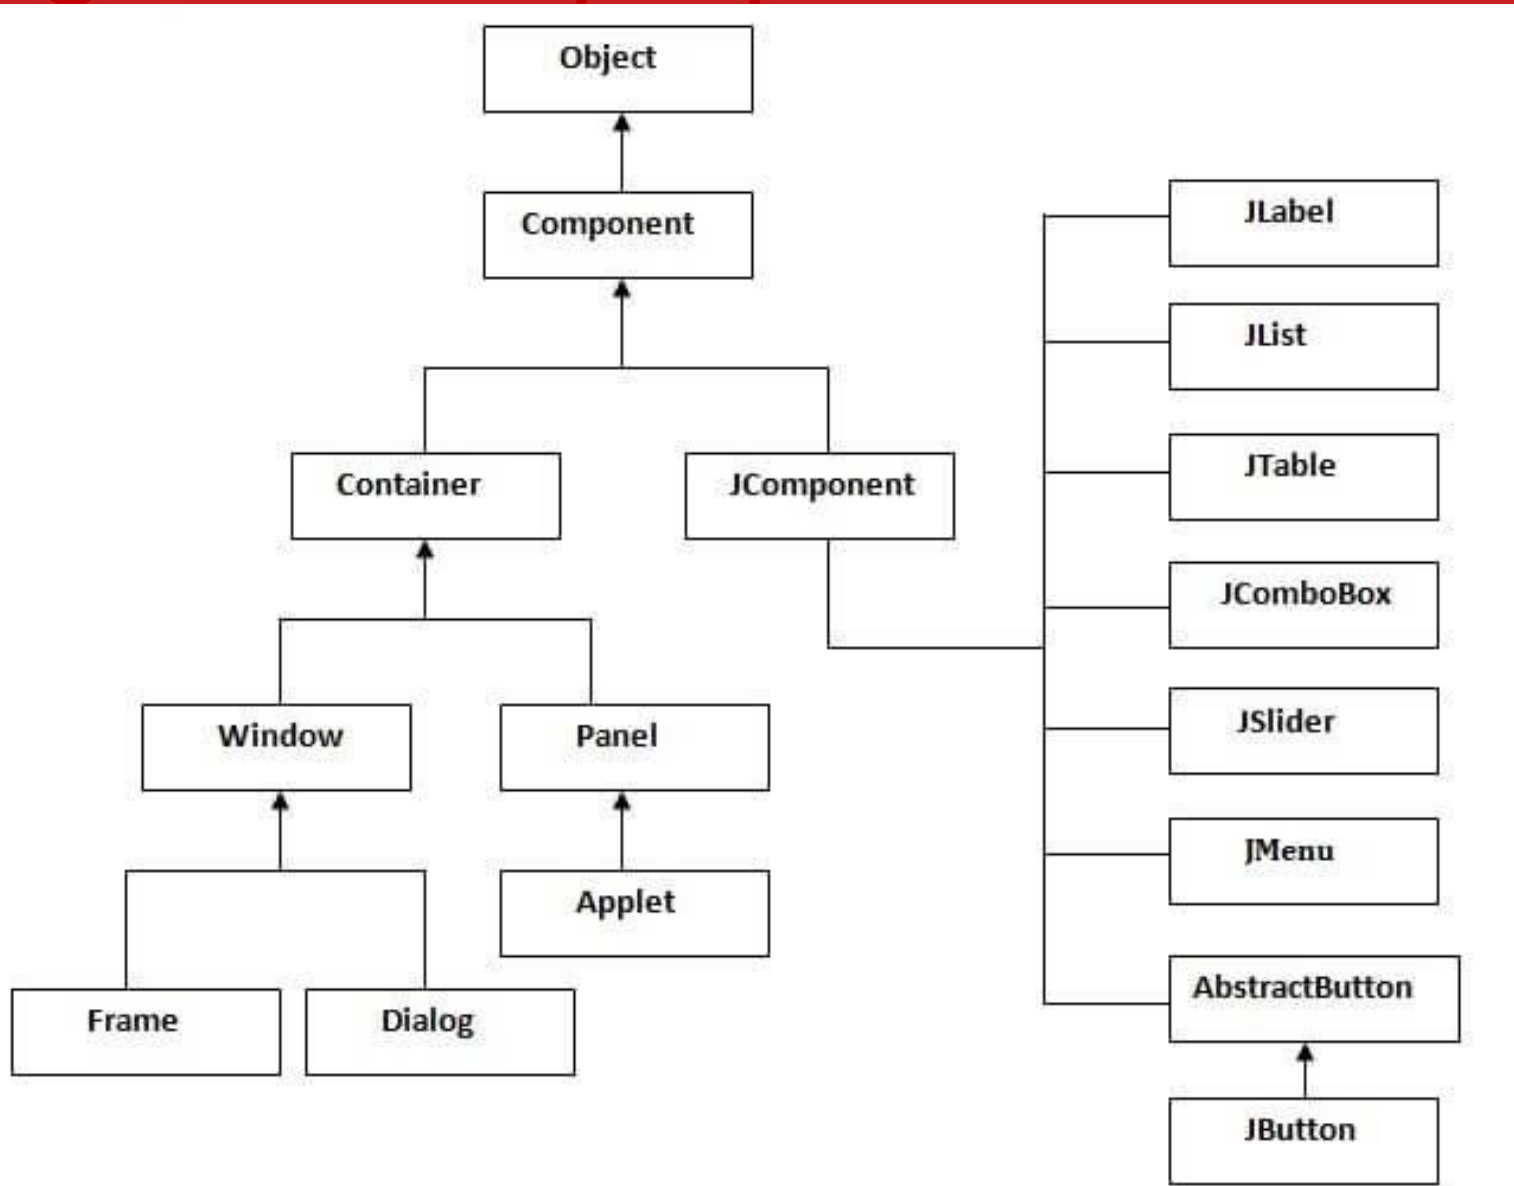 Object
Component
Container
JComponent
Window
Panel
Applet
Frame
Dialog
JLabel
JList
JTable
JComboBox
JSlider
JMenu
AbstractButton
JButton